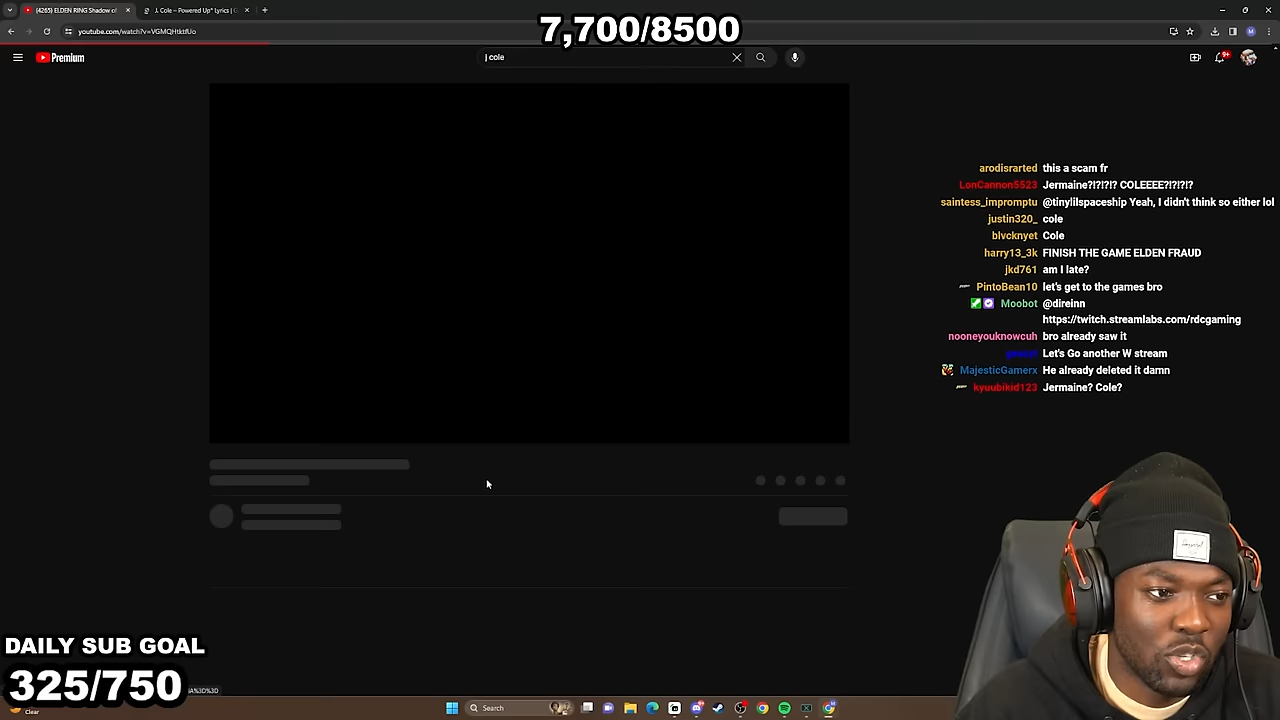 (4265) ELDEN RING Shadow of
J. Cole – Powered Up* Lyrics | G
7,700/8500
youtube.com/watch?v=
Premium
j cole
9+
arodisrarted this a scam fr
LonCannon5523 Jermaine?!?!?! COLEEEE?!?!?!?
saintess_impromptu @tinylilspaceship Yeah, I didn't think so either lol
justin320_ cole
blvcknyet Cole
harry13_3k FINISH THE GAME ELDEN FRAUD
jkd761 am I late?
PintoBean10 let's get to the games bro
Moobot @direinn
https://twitch.streamlabs.com/rdcgaming
nooneyouknowcuh bro already saw it
Let's Go another W stream
MajesticGamerx He already deleted it damn
kyuubikid123 Jermaine? Cole?
DAILY SUB GOAL
325/750
Clear
Search